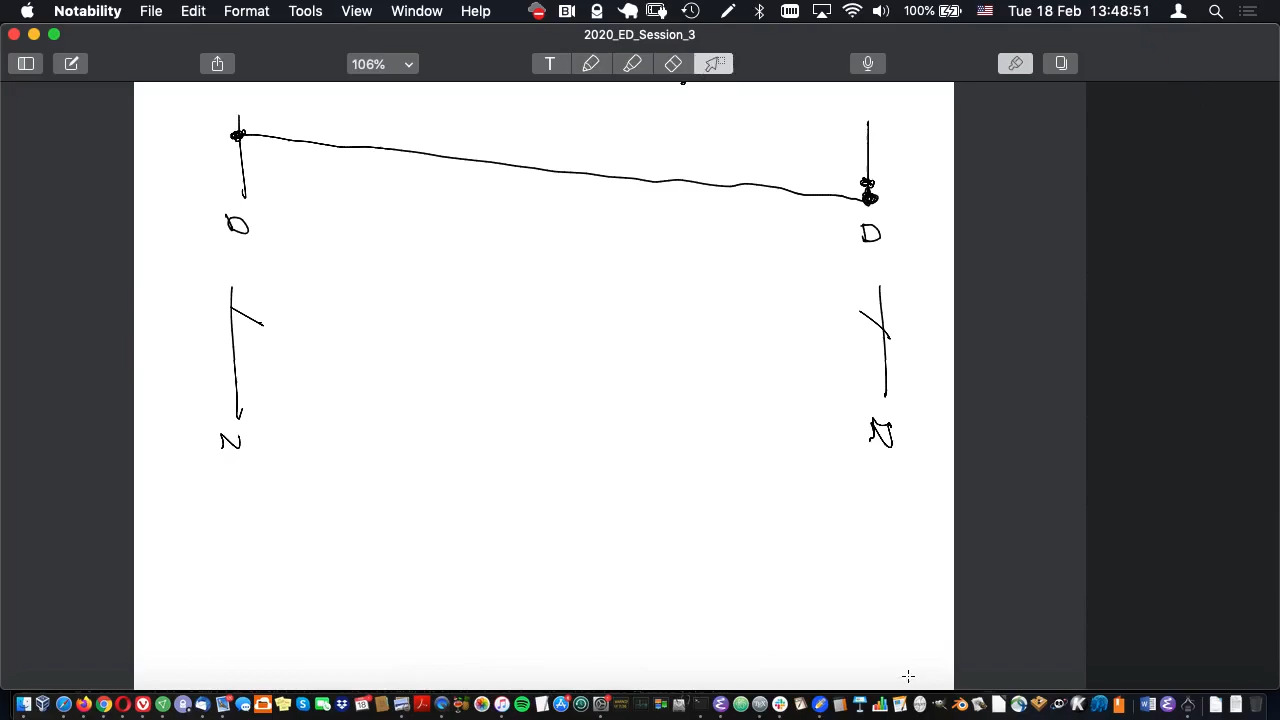 Notability File Edit Format Tools View Window Help 100% Tue 18 Feb 13:48:51
2020_ED_Session_3
106% T
D D
N N